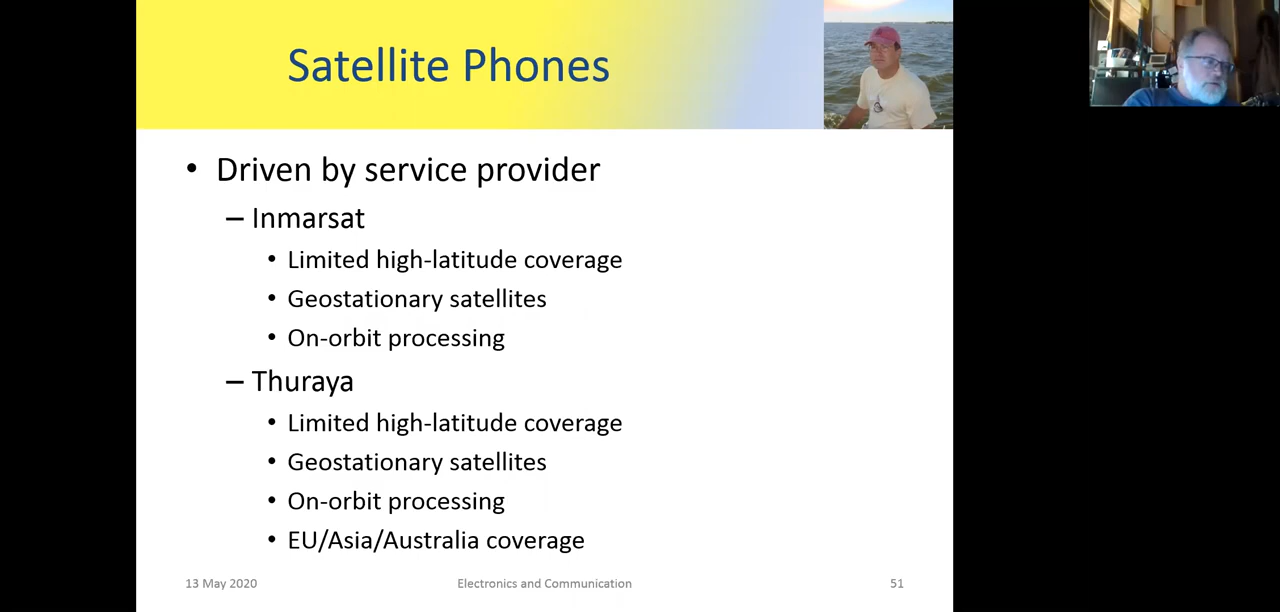 Satellite Phones
• Driven by service provider
– Inmarsat
• Limited high-latitude coverage
• Geostationary satellites
• On-orbit processing
– Thuraya
• Limited high-latitude coverage
• Geostationary satellites
• On-orbit processing
• EU/Asia/Australia coverage
13 May 2020 Electronics and Communication 51